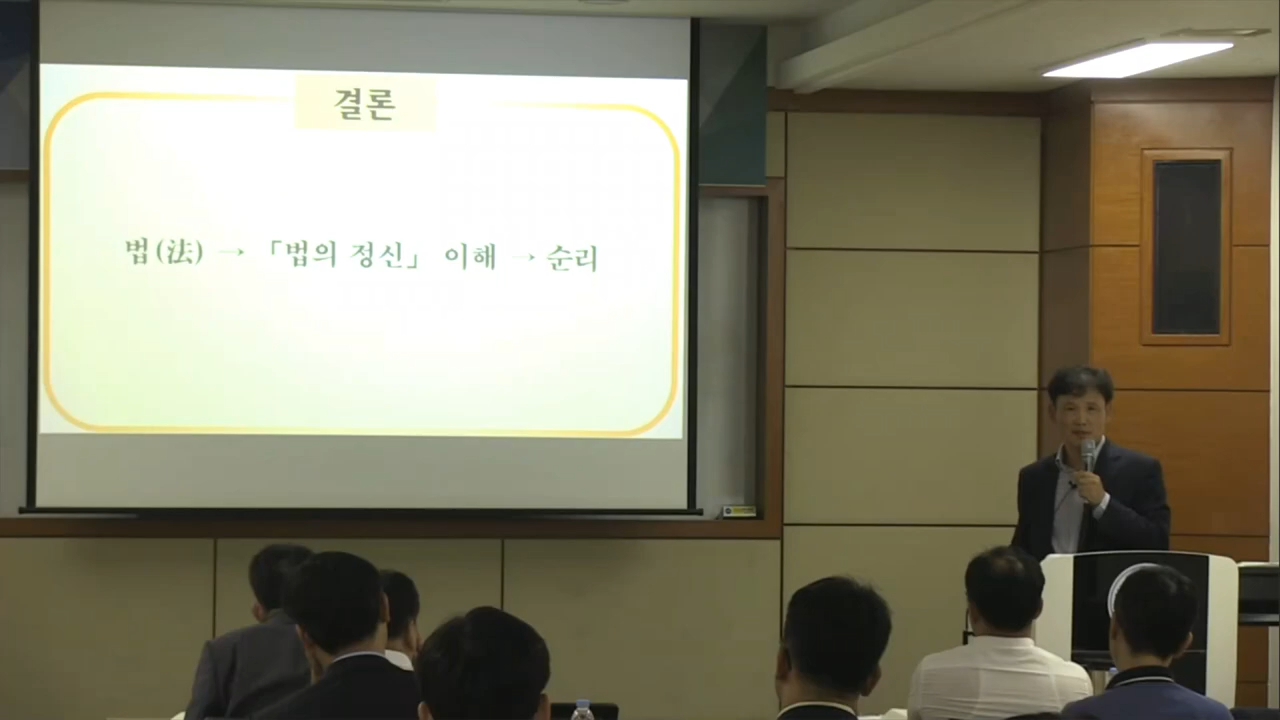 결론
법(法) → 「법의 정신」 이해 → 순리